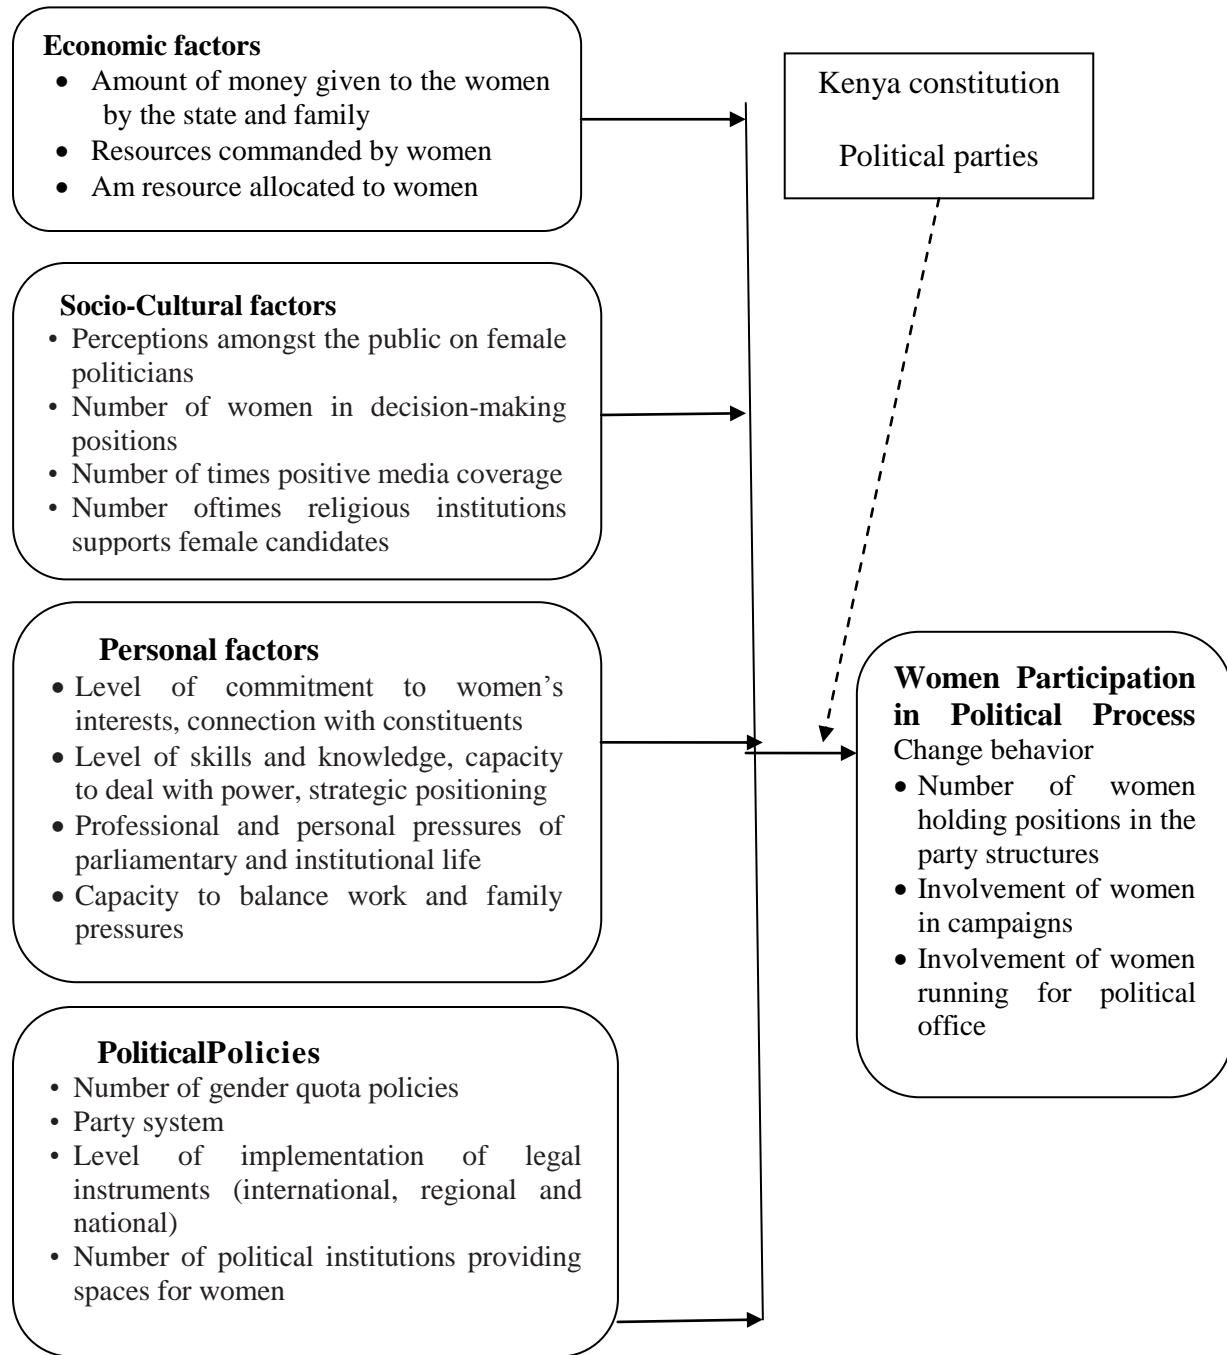 Economic factors
• Amount of money given to the women
by the state and family
• Resources commanded by women
• Am resource allocated to women
Kenya constitution
Political parties
Socio-Cultural factors
• Perceptions amongst the public on female
politicians
• Number of women in decision-making
positions
• Number of times positive media coverage
• Number oftimes religious institutions
supports female candidates
Personal factors
• Level of commitment to women’s
interests, connection with constituents
• Level of skills and knowledge, capacity
to deal with power, strategic positioning
• Professional and personal pressures of
parliamentary and institutional life
• Capacity to balance work and family
pressures
Women Participation
in Political Process
Change behavior
• Number of women
holding positions in the
party structures
• Involvement of women
in campaigns
• Involvement of women
running for political
office
PoliticalPolicies
• Number of gender quota policies
• Party system
• Level of implementation of legal
instruments (international, regional and
national)
• Number of political institutions providing
spaces for women